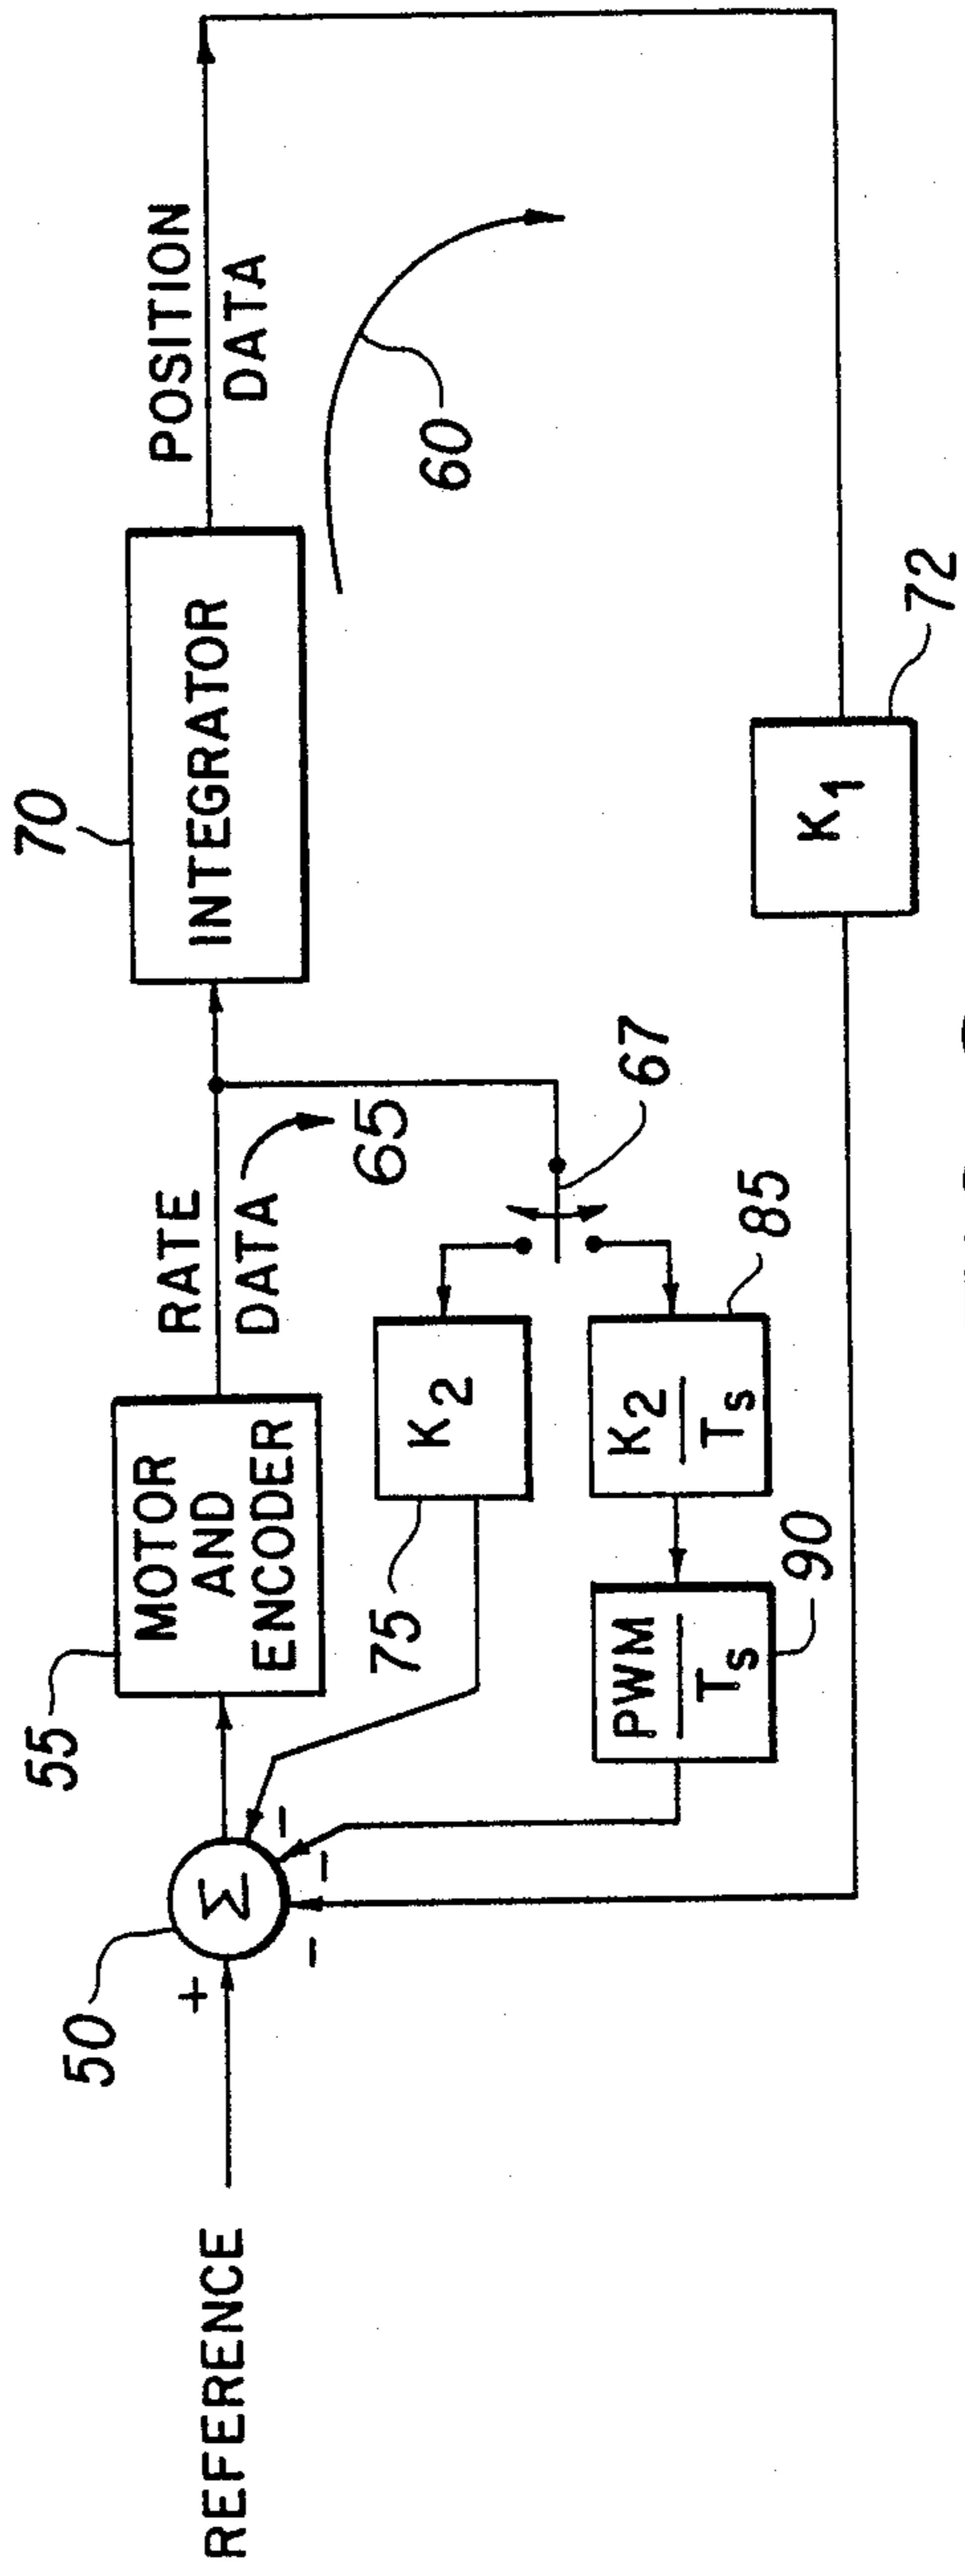 REFERENCE
+
50
Σ
-
-
-
55
MOTOR
AND
ENCODER
RATE
DATA
65
70
INTEGRATOR
POSITION
DATA
60
67
75
K2
85
K2
Ts
90
PWM
Ts
K1
72